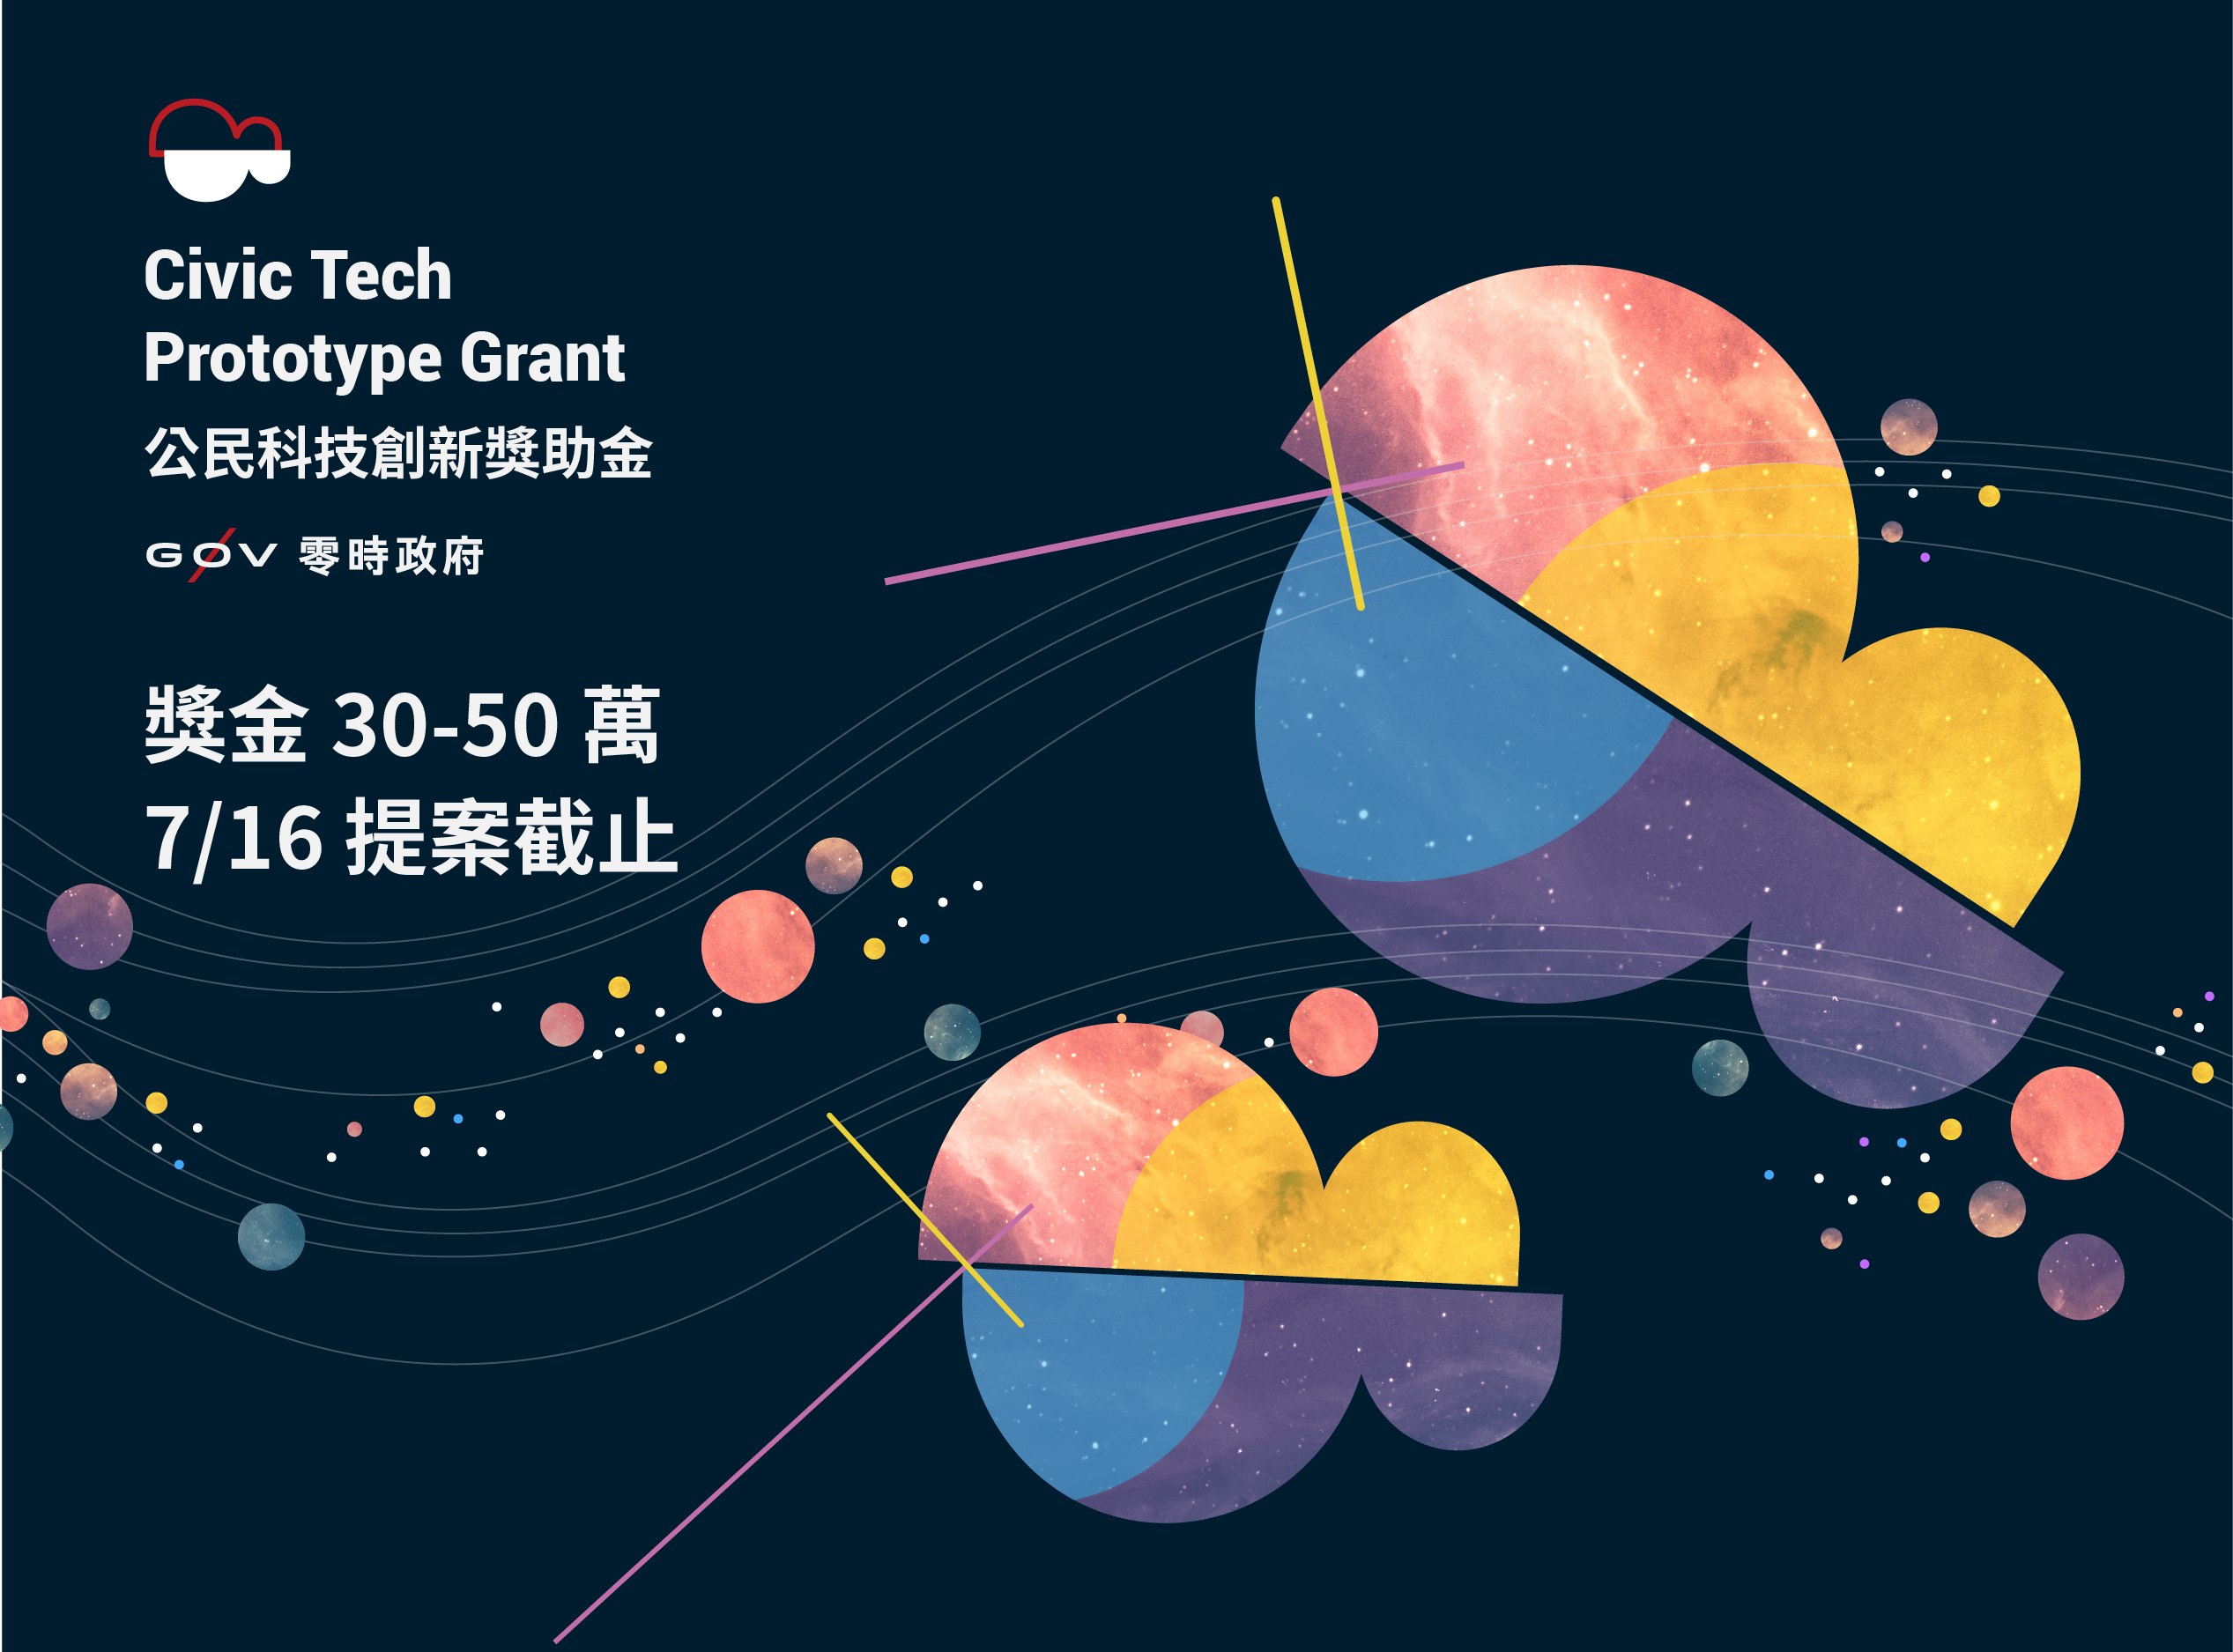 Civic Tech
Prototype Grant
公民科技創新獎助金
GØV 零時政府
獎金 30-50 萬
7/16 提案截止